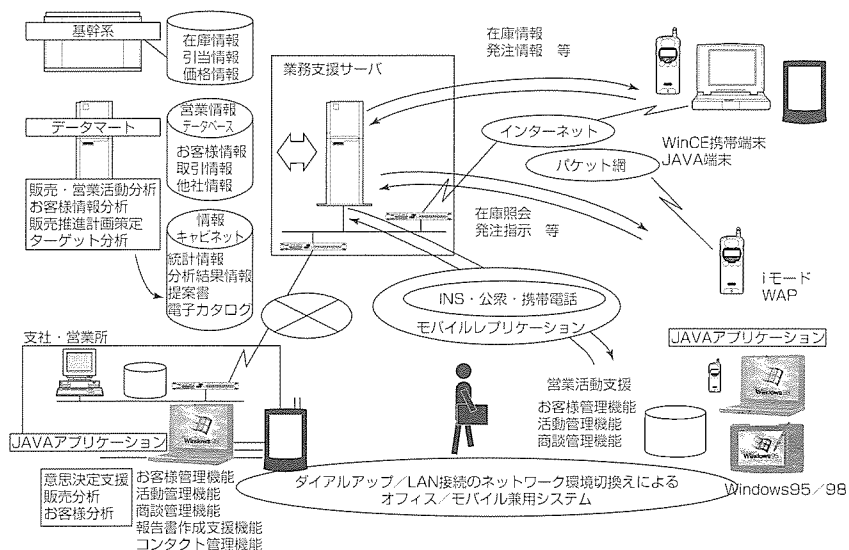 基幹系
在庫情報
引当情報
価格情報
データマート
営業情報
データベース
お客様情報
取引情報
他社情報
販売・営業活動分析
お客様情報分析
販売推進計画策定
ターゲット分析
情報
キャビネット
統計情報
分析結果情報
提案書
電子カタログ
業務支援サーバ
在庫情報
発注情報 等
インターネット
パケット網
WinCE携帯端末
JAVA端末
在庫照会
発注指示 等
iモード
WAP
INS・公衆・携帯電話
モバイルレプリケーション
支社・営業所
JAVAアプリケーション
意思決定支援
販売分析
お客様分析
お客様管理機能
活動管理機能
商談管理機能
報告書作成支援機能
コンタクト管理機能
営業活動支援
お客様管理機能
活動管理機能
商談管理機能
JAVAアプリケーション
Windows95／98
ダイアルアップ／LAN接続のネットワーク環境切換えによる
オフィス／モバイル兼用システム